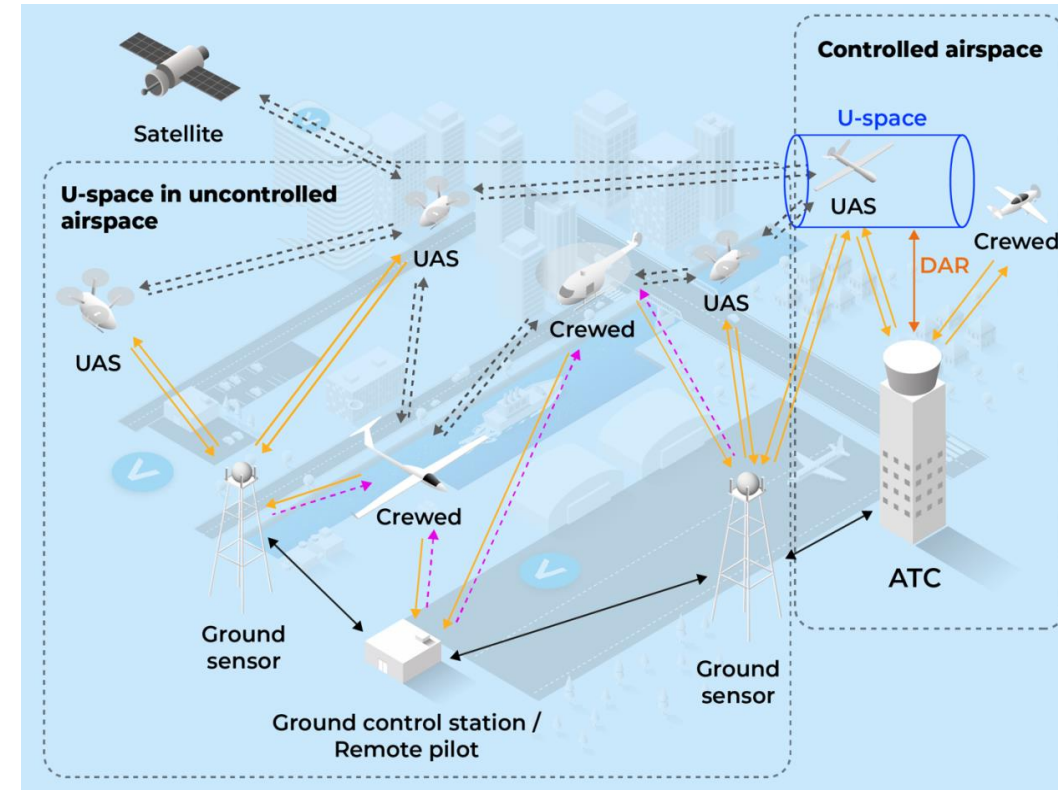 Controlled airspace
U-space
Satellite
U-space in uncontrolled
airspace
UAS
Crewed
UAS
DAR
UAS
Crewed
UAS
Crewed
ATC
Ground
sensor
Ground
sensor
Ground control station /
Remote pilot